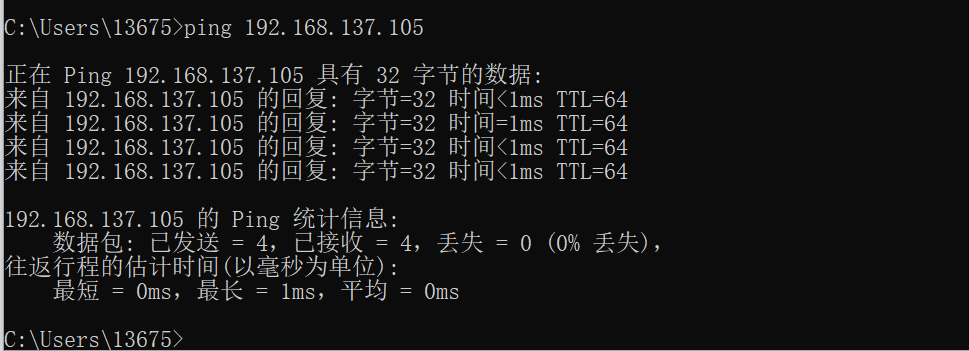 C:\Users\13675>ping 192.168.137.105
正在 Ping 192.168.137.105 具有 32 字节的数据:
来自 192.168.137.105 的回复: 字节=32 时间<1ms TTL=64
来自 192.168.137.105 的回复: 字节=32 时间=1ms TTL=64
来自 192.168.137.105 的回复: 字节=32 时间<1ms TTL=64
来自 192.168.137.105 的回复: 字节=32 时间<1ms TTL=64
192.168.137.105 的 Ping 统计信息:
数据包: 已发送 = 4，已接收 = 4，丢失 = 0 (0% 丢失)，
往返行程的估计时间(以毫秒为单位):
最短 = 0ms，最长 = 1ms，平均 = 0ms
C:\Users\13675>